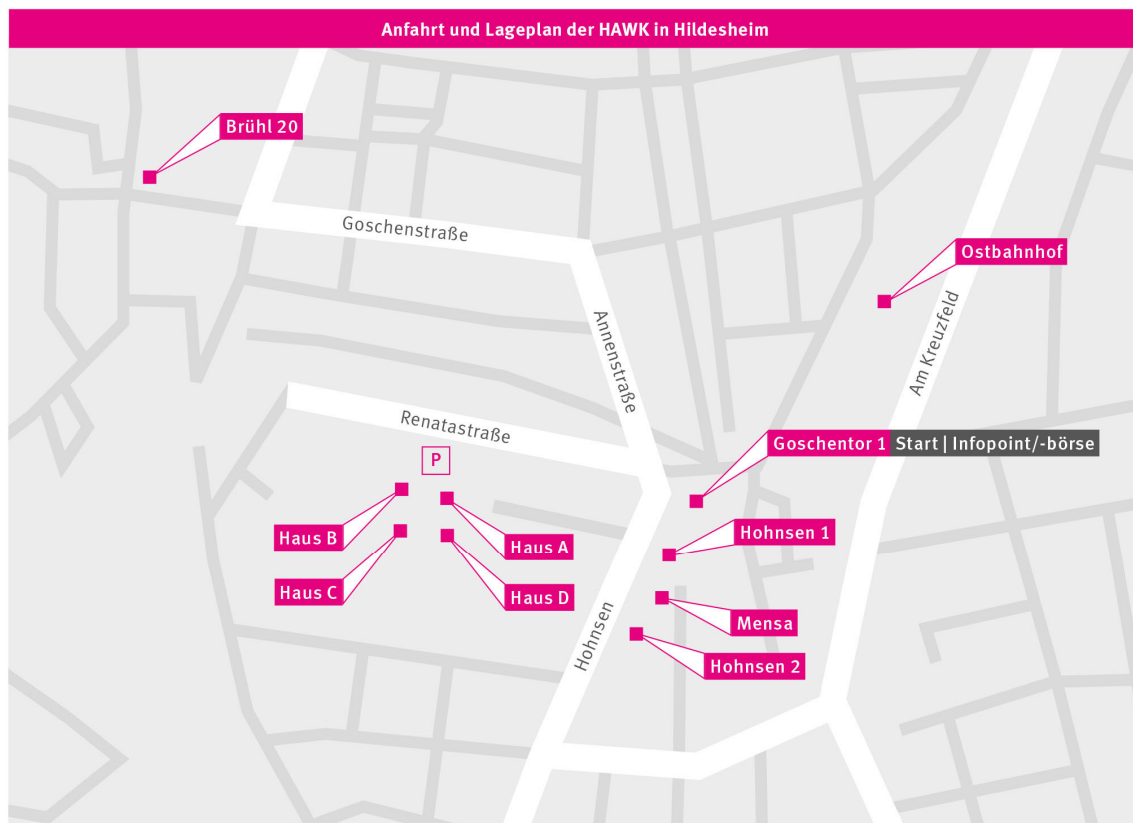 Anfahrt und Lageplan der HAWK in Hildesheim
Brühl 20
Goschenstraße
Ostbahnhof
Annenstraße
Am Kreuzfeld
Renatastraße
Goschentor 1 Start | Infopoint/-börse
P
Haus B
Haus A
Hohnsen 1
Haus C
Haus D
Mensa
Hohnsen
Hohnsen 2